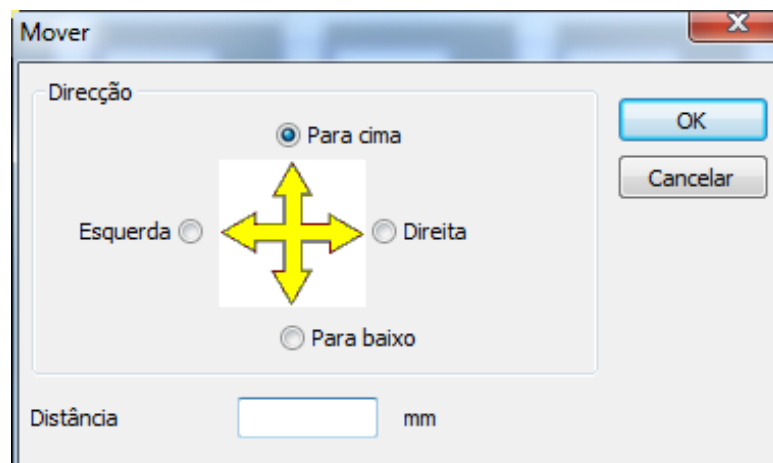 Mover
Direcção
Para cima
OK
Cancelar
Esquerda
Direita
Para baixo
Distância
mm